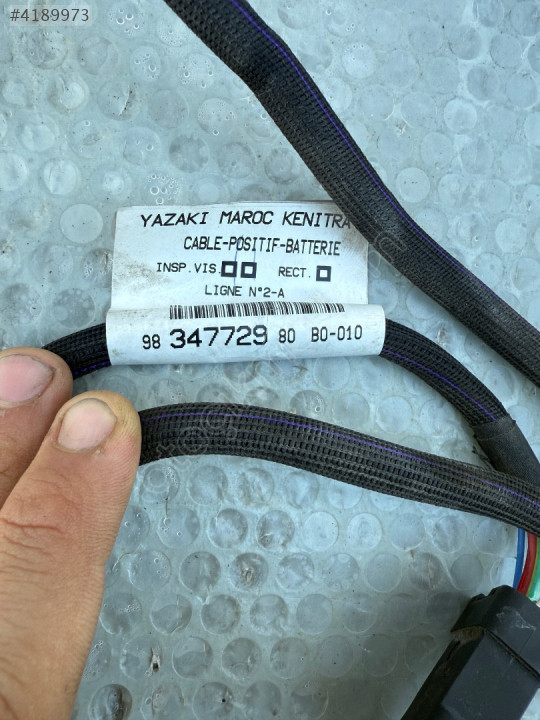 #4189973
YAZAKI MAROC KENITRA
CABLE-POSITIF-BATTERIE
INSP.VIS. RECT.
LIGNE N°2-A
98 347729 80 B0-010